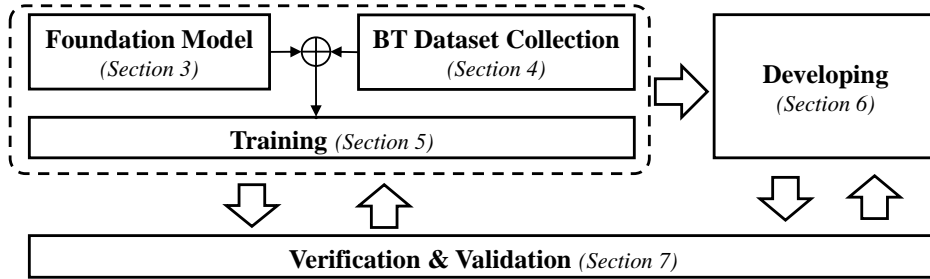 Foundation Model
(Section 3)
BT Dataset Collection
(Section 4)
Training (Section 5)
Developing
(Section 6)
Verification & Validation (Section 7)